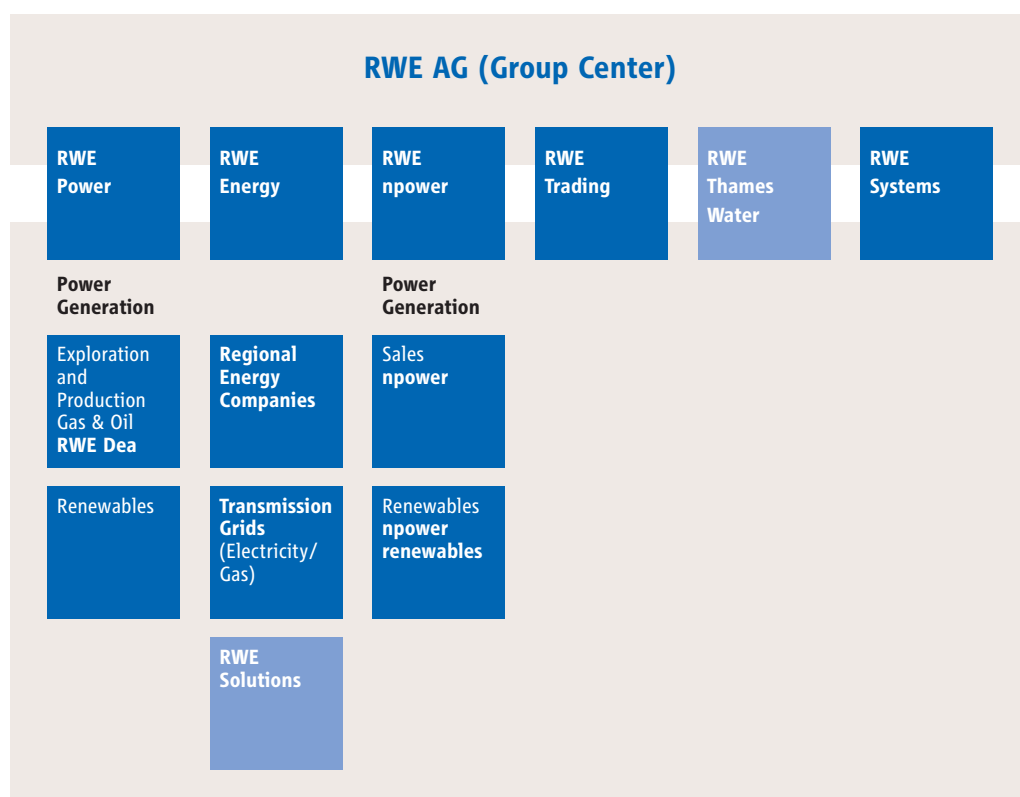 RWE AG (Group Center)
RWE
Power
RWE
Energy
RWE
npower
RWE
Trading
RWE
Thames
Water
RWE
Systems
Power
Generation
Power
Generation
Exploration
and
Production
Gas & Oil
RWE Dea
Regional
Energy
Companies
Sales
npower
Renewables
Transmission
Grids
(Electricity/
Gas)
Renewables
npower
renewables
RWE
Solutions